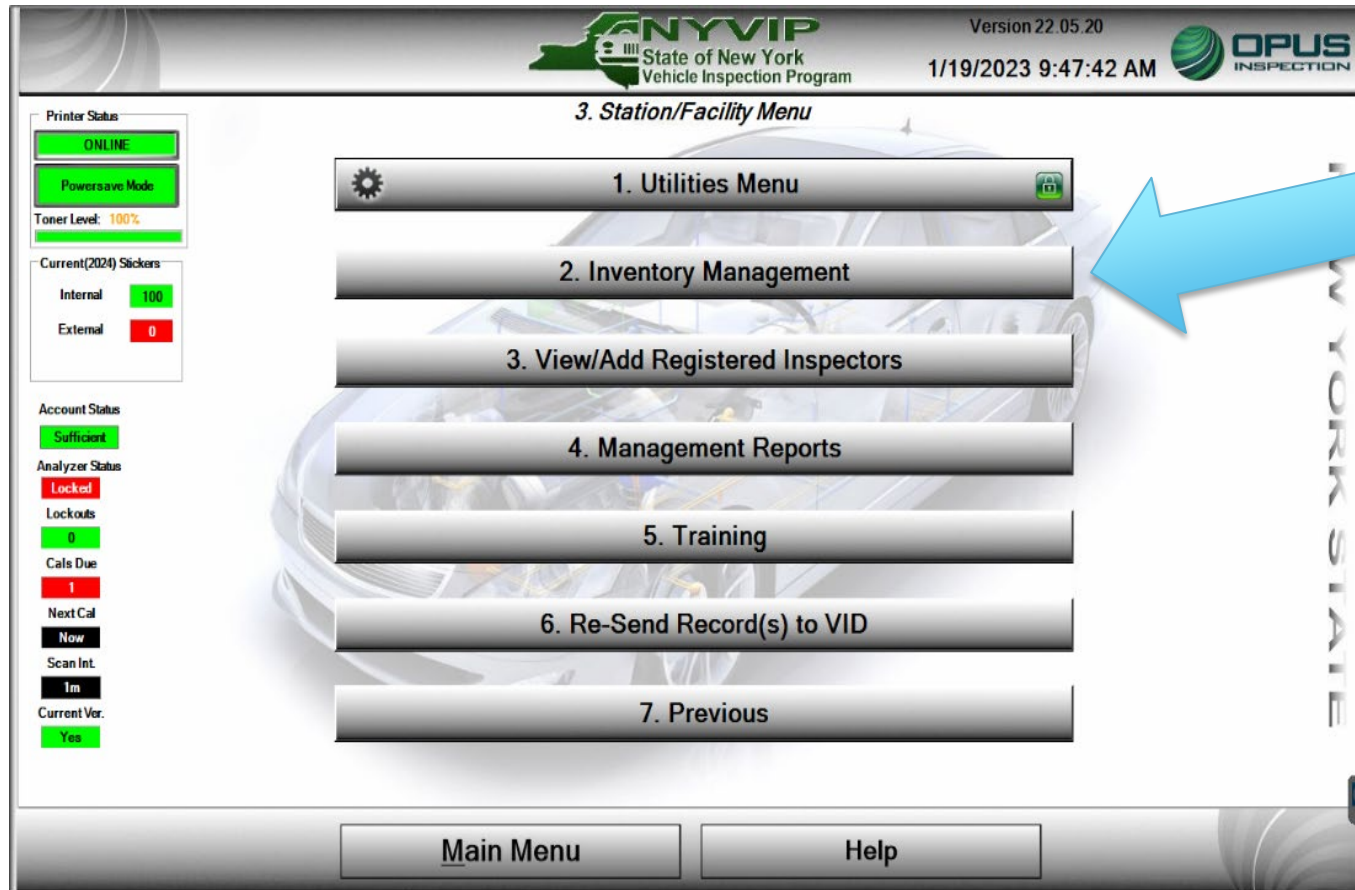 NYVIP
State of New York
Vehicle Inspection Program
Version 22.05.20
1/19/2023 9:47:42 AM
OPUS
INSPECTION
3. Station/Facility Menu
Printer Status
ONLINE
Powersave Mode
Toner Level: 100%
Current(2024) Stickers
Internal 100
External 0
Account Status
Sufficient
Analyzer Status
Locked
Lockouts
0
Cals Due
1
Next Cal
Now
Scan Int.
1m
Current Ver.
Yes
1. Utilities Menu
2. Inventory Management
3. View/Add Registered Inspectors
4. Management Reports
5. Training
6. Re-Send Record(s) to VID
7. Previous
YORK STATE
Main Menu
Help